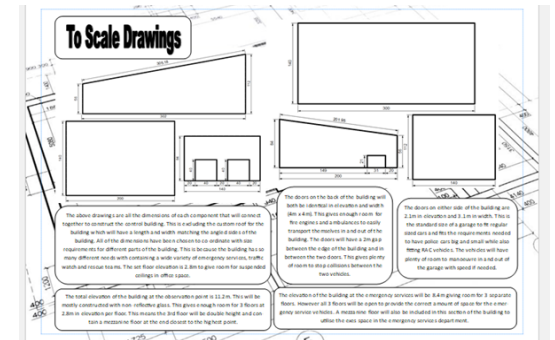 To Scale Drawings
The above drawings are all the dimensions of each component that will connect
together to construct the control building. This is excluding the custom roof for the
building which will have a length and width matching the angled sides of the
building. All of the dimensions have been chosen to co-ordinate with size
requirements for different parts of the building. This is because the building has so
many different needs with containing a wide variety of emergency services, traffic
watch and rescue teams. The set floor elevation is 2.8m to give room for suspended
ceilings in office space.
The doors on the back of the building will
both be identical in elevation and width
(4m x 4m). This gives enough room for
fire engines and ambulances to easily
transport themselves in and out of the
building. The doors will have a 2m gap
between the edge of the building and in
between the two doors. This gives plenty
of room to stop collisions between the
two vehicles.
The doors on either side of the building are
2.1m in elevation and 3.1m in width. This is
the standard size of a garage to fit regular
sized cars and fits the requirements needed
to have police cars big and small while also
fitting RAC vehicles. The vehicles will have
plenty of room to manoeuvre in and out of
the garage with speed if needed.
The total elevation of the building at the observation point is 11.2m. This will be
mostly constructed with non reflective glass. This gives enough room for 3 floors at
2.8m in elevation per floor. This means the 3rd floor will be double height and con-
tain a mezzanine floor at the end closest to the highest point.
The elevation of the building at the emergency services will be 8.4m giving room for 3 separate
floors. However all 3 floors will be open to provide the correct amount of space for the emer-
gency service vehicles. A mezzanine floor will also be included in this section of the building to
utilise the space in the emergency services department.